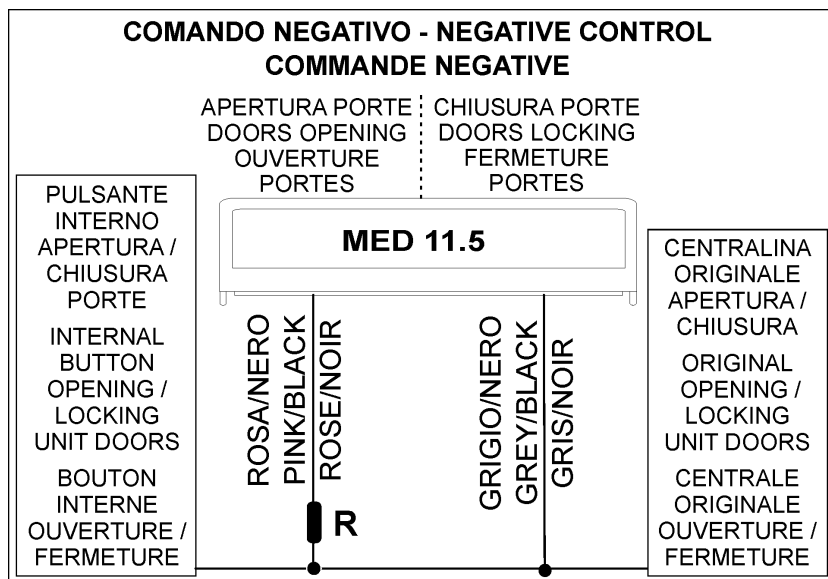 COMANDO NEGATIVO - NEGATIVE CONTROL
COMMANDE NEGATIVE
APERTURA PORTE
DOORS OPENING
OUVERTURE
PORTES
CHIUSURA PORTE
DOORS LOCKING
FERMETURE
PORTES
PULSANTE
INTERNO
APERTURA /
CHIUSURA
PORTE
INTERNAL
BUTTON
OPENING /
LOCKING
UNIT DOORS
BOUTON
INTERNE
OUVERTURE /
FERMETURE
MED 11.5
ROSA/NERO
PINK/BLACK
ROSE/NOIR
R
GRIGIO/NERO
GREY/BLACK
GRIS/NOIR
CENTRALINA
ORIGINALE
APERTURA /
CHIUSURA
ORIGINAL
OPENING /
LOCKING
UNIT DOORS
CENTRALE
ORIGINALE
OUVERTURE /
FERMETURE